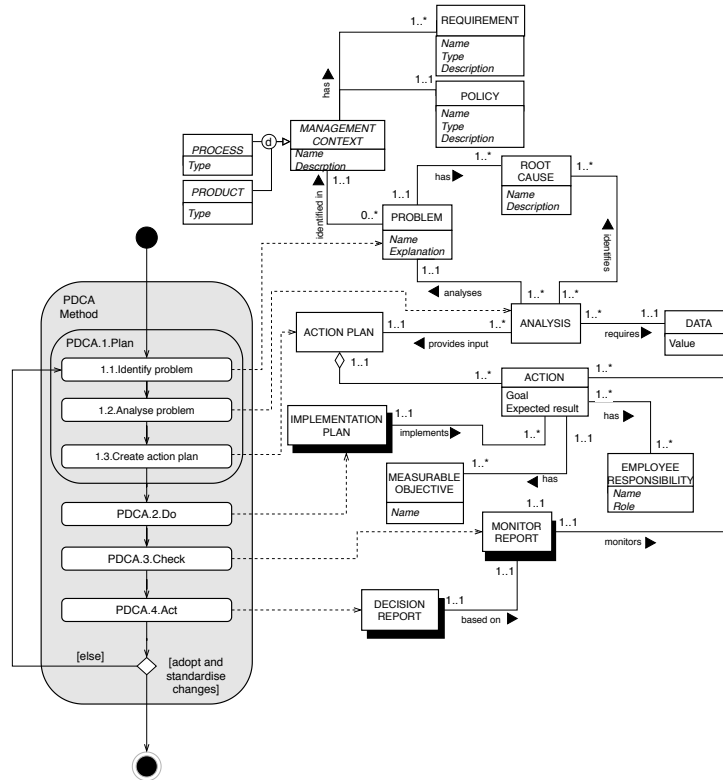 1..*
REQUIREMENT
Name
Type
Description
has
1..1
POLICY
Name
Type
Description
PROCESS
Type
d
MANAGEMENT
CONTEXT
Name
Descrption
PRODUCT
Type
1..1
identified in
0..*
1..*
ROOT
CAUSE
Name
Description
1..*
has
1..1
PROBLEM
Name
Explanation
1..1
identifies
analyses
1..*
1..*
PDCA
Method
PDCA.1.Plan
1.1.Identify problem
1.2.Analyse problem
1.3.Create action plan
PDCA.2.Do
PDCA.3.Check
PDCA.4.Act
[else]
[adopt and
standardise
changes]
ACTION PLAN
1..1
provides input
1..*
ANALYSIS
1..*
1..1
requires
DATA
Value
1..1
1..*
ACTION
Goal
Expected result
1..*
1..*
has
IMPLEMENTATION
PLAN
1..1
implements
1..*
1..1
1..*
EMPLOYEE
RESPONSIBILITY
Name
Role
MEASURABLE
OBJECTIVE
Name
1..*
has
1..1
MONITOR
REPORT
1..1
monitors
1..1
DECISION
REPORT
1..1
based on